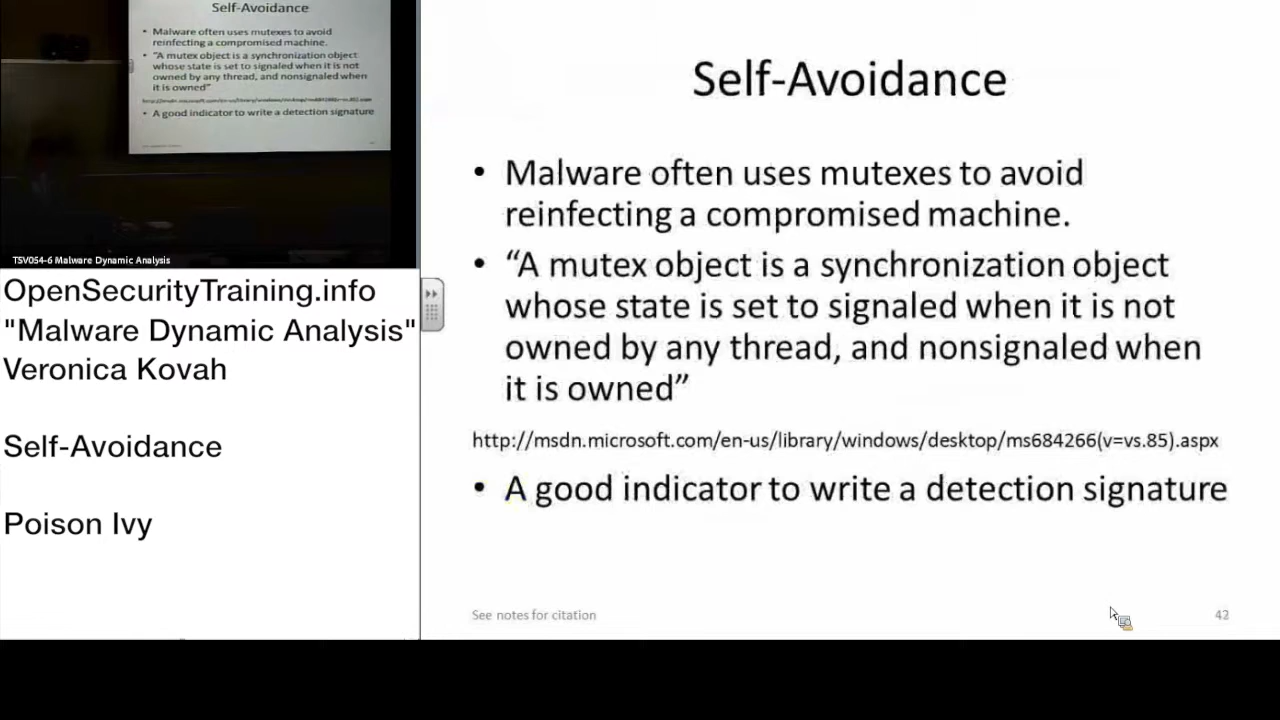 Self-Avoidance
• Malware often uses mutexes to avoid
reinfecting a compromised machine.
• "A mutex object is a synchronization object
whose state is set to signaled when it is not
owned by any thread, and nonsignaled when
it is owned"
• A good indicator to write a detection signature
TSV054-6 Malware Dynamic Analysis
OpenSecurityTraining.info
"Malware Dynamic Analysis"
Veronica Kovah
Self-Avoidance
Poison Ivy
Self-Avoidance
• Malware often uses mutexes to avoid
reinfecting a compromised machine.
• “A mutex object is a synchronization object
whose state is set to signaled when it is not
owned by any thread, and nonsignaled when
it is owned”
http://msdn.microsoft.com/en-us/library/windows/desktop/ms684266(v=vs.85).aspx
• A good indicator to write a detection signature
See notes for citation
42